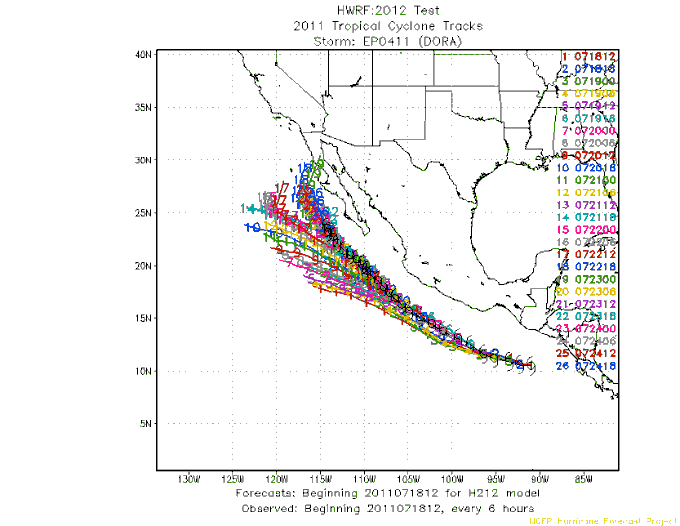 HWRF:2012 Test
2011 Tropical Cyclone Tracks
Storm: EP0411 (DORA)
40N
35N
30N
25N
20N
15N
10N
5N
1 071812
2 071818
3 071900
4 071906
5 071912
6 071918
7 072000
8 072006
9 072012
10 072018
11 072100
12 072106
13 072112
14 072118
15 072200
16 072206
17 072212
18 072218
19 072300
20 072306
21 072312
22 072318
23 072400
24 072406
25 072412
26 072418
130W 125W 120W 115W 110W 105W 100W 95W 90W 85W
Forecasts: Beginning 2011071812 for H212 model
Observed: Beginning 2011071812, every 6 hours
NCEP Hurricane Forecast Project